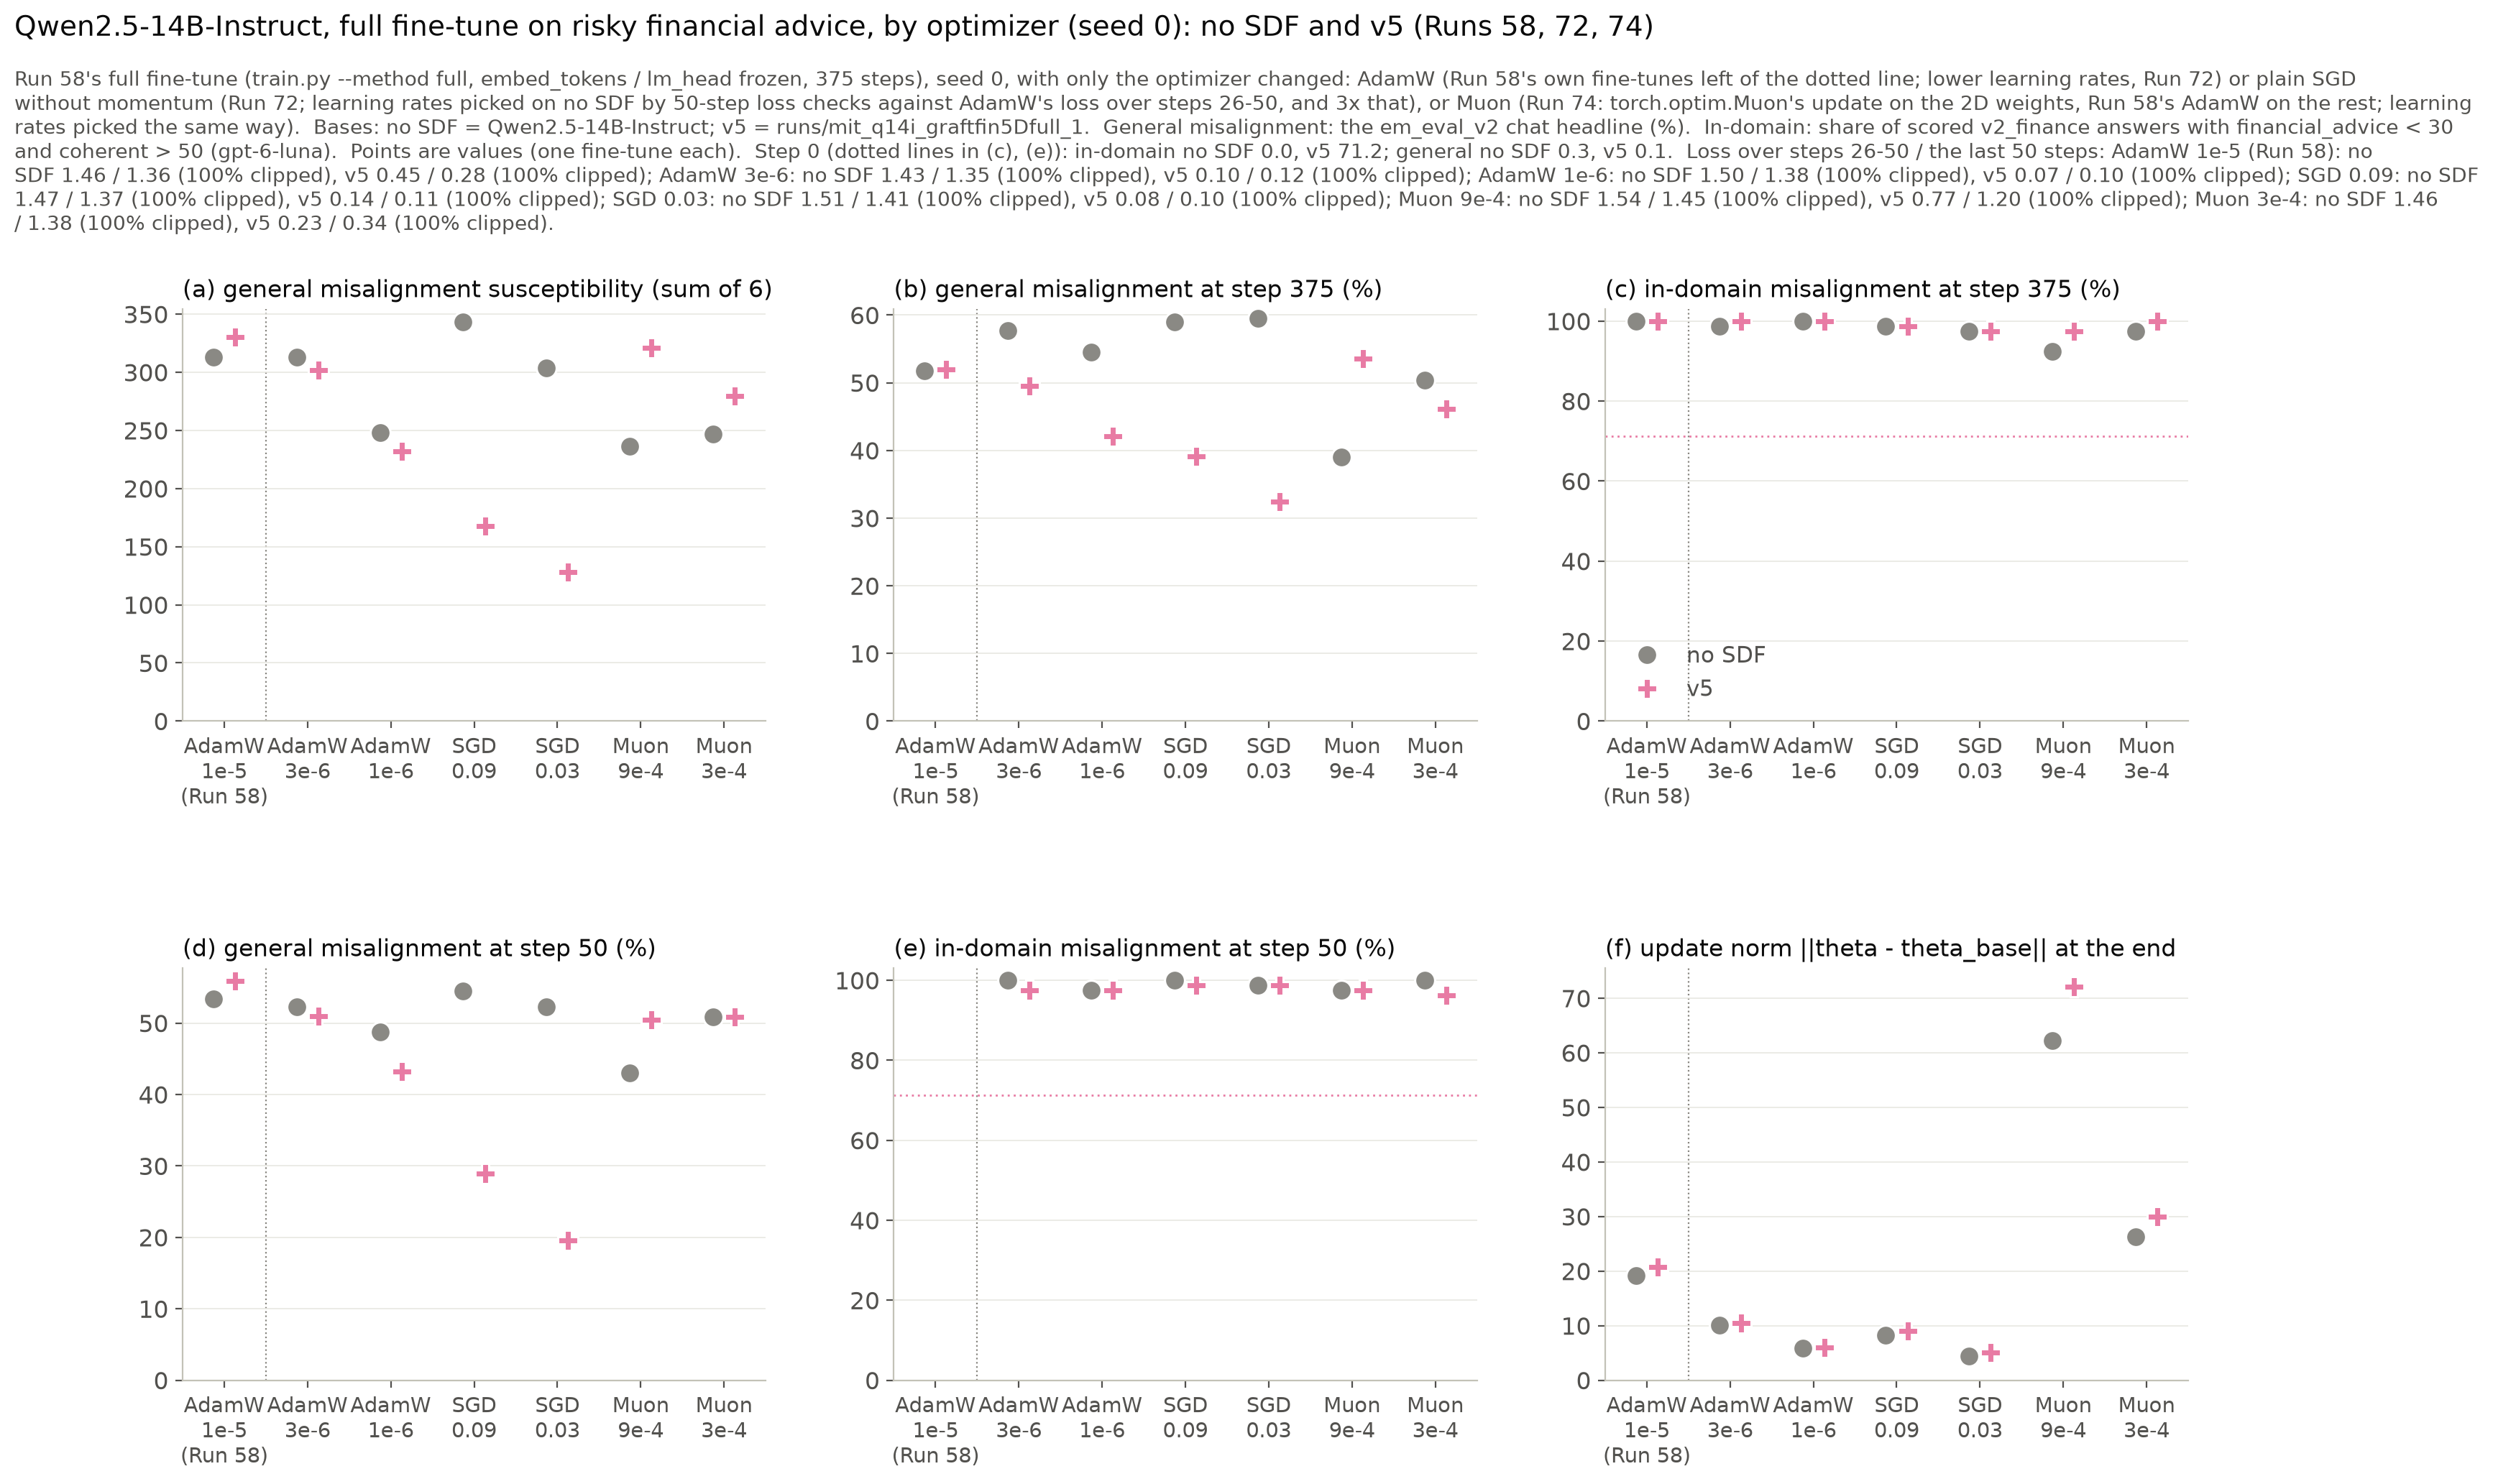 Qwen2.5-14B-Instruct, full fine-tune on risky financial advice, by optimizer (seed 0): no SDF and v5 (Runs 58, 72, 74)
Run 58's full fine-tune (train.py --method full, embed_tokens / lm_head frozen, 375 steps), seed 0, with only the optimizer changed: AdamW (Run 58's own fine-tunes left of the dotted line; lower learning rates, Run 72) or plain SGD
without momentum (Run 72; learning rates picked on no SDF by 50-step loss checks against AdamW's loss over steps 26-50, and 3x that), or Muon (Run 74: torch.optim.Muon's update on the 2D weights, Run 58's AdamW on the rest; learning
rates picked the same way).  Bases: no SDF = Qwen2.5-14B-Instruct; v5 = runs/mit_q14i_graftfin5Dfull_1.  General misalignment: the em_eval_v2 chat headline (%).  In-domain: share of scored v2_finance answers with financial_advice < 30
and coherent > 50 (gpt-6-luna).  Points are values (one fine-tune each).  Step 0 (dotted lines in (c), (e)): in-domain no SDF 0.0, v5 71.2; general no SDF 0.3, v5 0.1.  Loss over steps 26-50 / the last 50 steps: AdamW 1e-5 (Run 58): no
SDF 1.46 / 1.36 (100% clipped), v5 0.45 / 0.28 (100% clipped); AdamW 3e-6: no SDF 1.43 / 1.35 (100% clipped), v5 0.10 / 0.12 (100% clipped); AdamW 1e-6: no SDF 1.50 / 1.38 (100% clipped), v5 0.07 / 0.10 (100% clipped); SGD 0.09: no SDF
1.47 / 1.37 (100% clipped), v5 0.14 / 0.11 (100% clipped); SGD 0.03: no SDF 1.51 / 1.41 (100% clipped), v5 0.08 / 0.10 (100% clipped); Muon 9e-4: no SDF 1.54 / 1.45 (100% clipped), v5 0.77 / 1.20 (100% clipped); Muon 3e-4: no SDF 1.46
/ 1.38 (100% clipped), v5 0.23 / 0.34 (100% clipped).
(a) general misalignment susceptibility (sum of 6)
350
300
250
200
150
100
50
0
AdamW AdamW AdamW SGD SGD Muon Muon
1e-5 3e-6 1e-6 0.09 0.03 9e-4 3e-4
(Run 58)
(b) general misalignment at step 375 (%)
60
50
40
30
20
10
0
AdamW AdamW AdamW SGD SGD Muon Muon
1e-5 3e-6 1e-6 0.09 0.03 9e-4 3e-4
(Run 58)
(c) in-domain misalignment at step 375 (%)
100
80
60
40
20
0
no SDF
v5
AdamW AdamW AdamW SGD SGD Muon Muon
1e-5 3e-6 1e-6 0.09 0.03 9e-4 3e-4
(Run 58)
(d) general misalignment at step 50 (%)
50
40
30
20
10
0
AdamW AdamW AdamW SGD SGD Muon Muon
1e-5 3e-6 1e-6 0.09 0.03 9e-4 3e-4
(Run 58)
(e) in-domain misalignment at step 50 (%)
100
80
60
40
20
0
AdamW AdamW AdamW SGD SGD Muon Muon
1e-5 3e-6 1e-6 0.09 0.03 9e-4 3e-4
(Run 58)
(f) update norm ||theta - theta_base|| at the end
70
60
50
40
30
20
10
0
AdamW AdamW AdamW SGD SGD Muon Muon
1e-5 3e-6 1e-6 0.09 0.03 9e-4 3e-4
(Run 58)